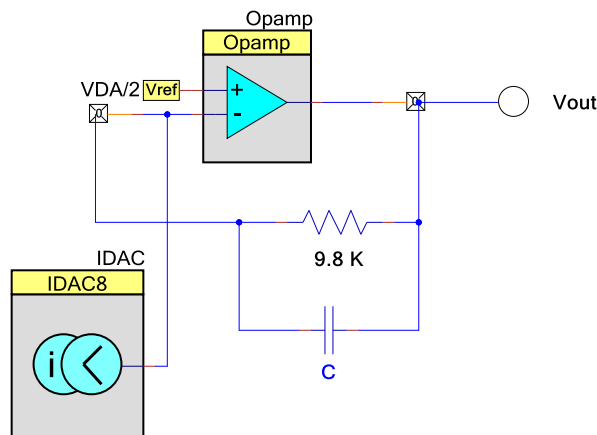 Opamp
Opamp
VDA/2 Vref
+
-
Vout
9.8 K
IDAC
IDAC8
i
C